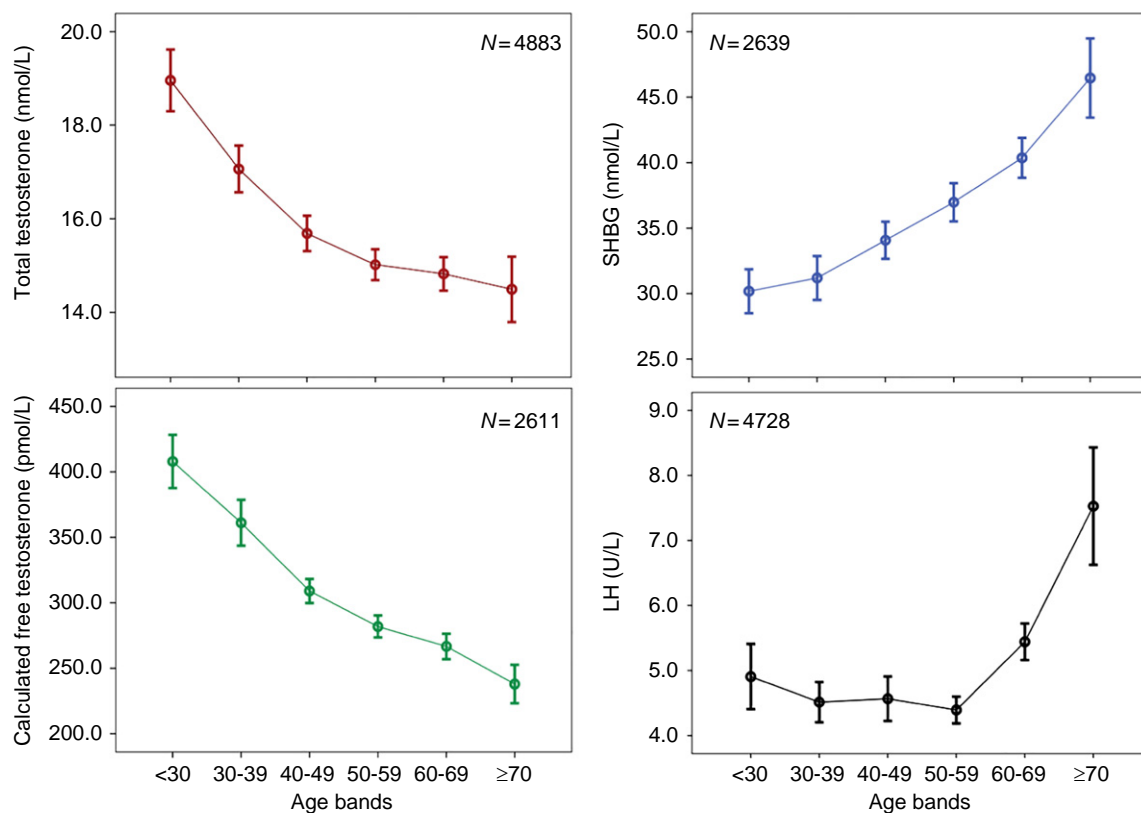 Total testosterone (nmol/L)
20.0
18.0
16.0
14.0
N=4883
SHBG (nmol/L)
50.0
45.0
40.0
35.0
30.0
25.0
N=2639
Calculated free testosterone (pmol/L)
450.0
400.0
350.0
300.0
250.0
200.0
N=2611
<30 30-39 40-49 50-59 60-69 ≥70
Age bands
LH (U/L)
9.0
8.0
7.0
6.0
5.0
4.0
N=4728
<30 30-39 40-49 50-59 60-69 ≥70
Age bands